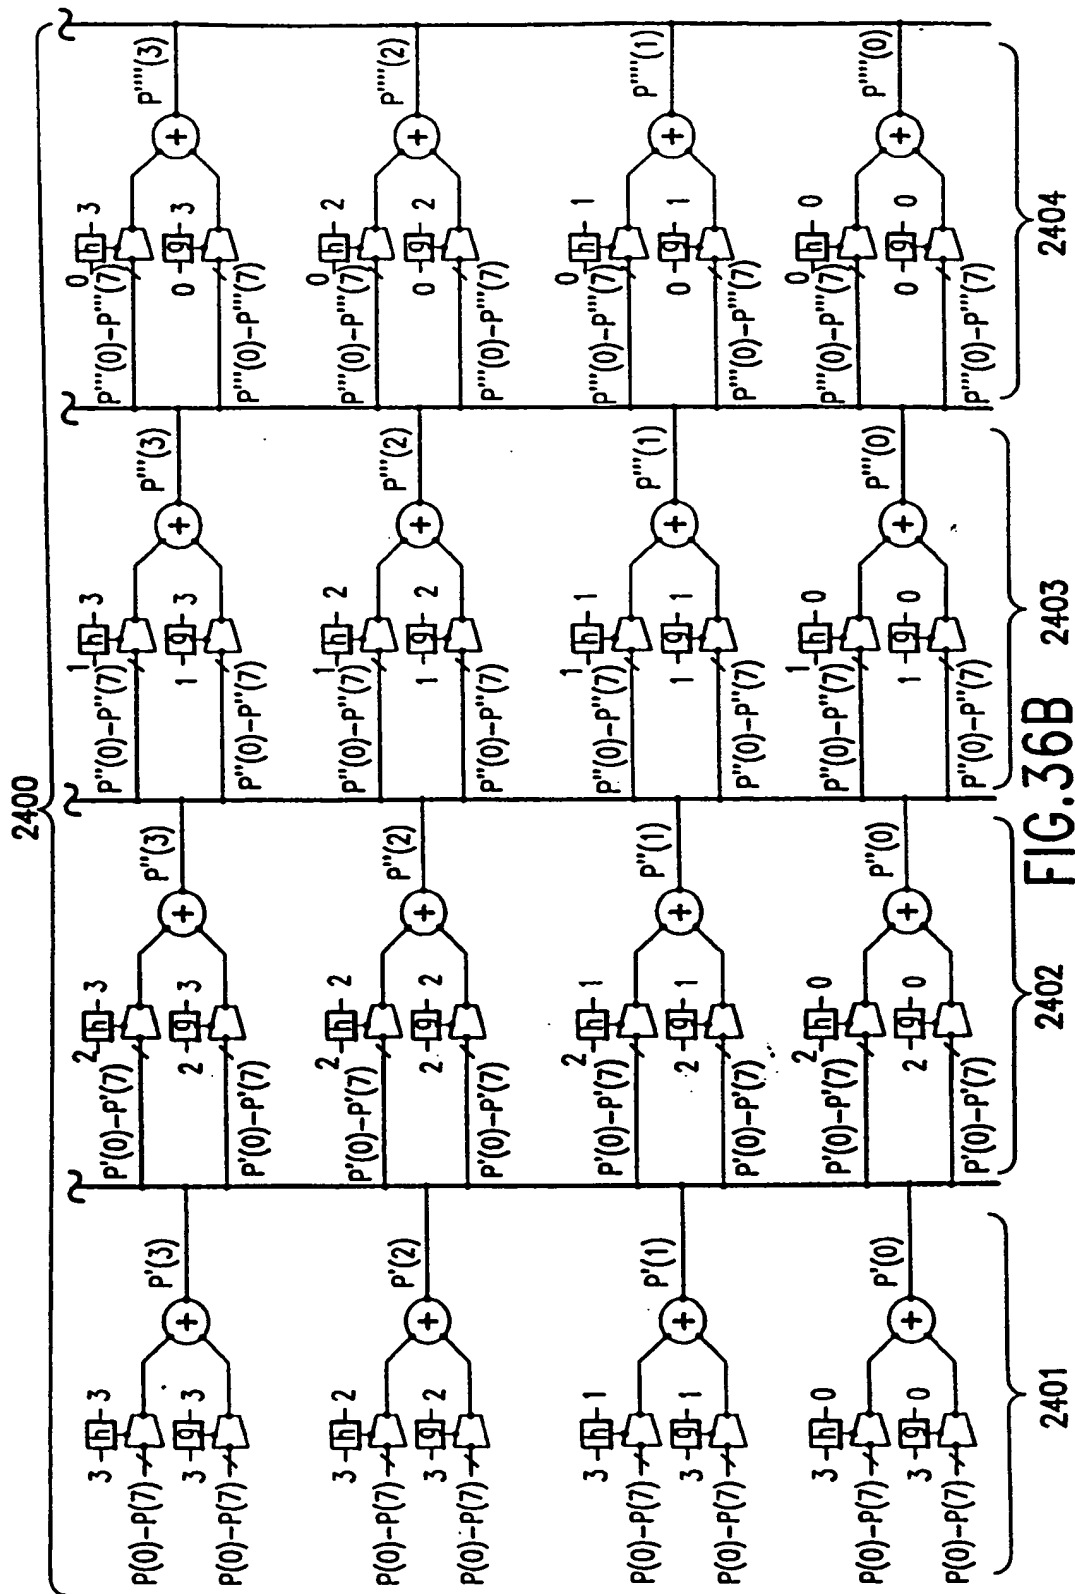 2400
3 h 3 2 h 3 1 h 3 0 h 3
P(0)-P(7) P'(0)-P'(7) P''(0)-P''(7) P'''(0)-P'''(7)
+ P'(3) + P''(3) + P'''(3) + P''''(3)
3 g 3 2 g 3 1 g 3 0 g 3
P(0)-P(7) P'(0)-P'(7) P''(0)-P''(7) P'''(0)-P'''(7)
3 h 2 2 h 2 1 h 2 0 h 2
P(0)-P(7) P'(0)-P'(7) P''(0)-P''(7) P'''(0)-P'''(7)
+ P'(2) + P''(2) + P'''(2) + P''''(2)
3 g 2 2 g 2 1 g 2 0 g 2
P(0)-P(7) P'(0)-P'(7) P''(0)-P''(7) P'''(0)-P'''(7)
3 h 1 2 h 1 1 h 1 0 h 1
P(0)-P(7) P'(0)-P'(7) P''(0)-P''(7) P'''(0)-P'''(7)
+ P'(1) + P''(1) + P'''(1) + P''''(1)
3 g 1 2 g 1 1 g 1 0 g 1
P(0)-P(7) P'(0)-P'(7) P''(0)-P''(7) P'''(0)-P'''(7)
3 h 0 2 h 0 1 h 0 0 h 0
P(0)-P(7) P'(0)-P'(7) P''(0)-P''(7) P'''(0)-P'''(7)
+ P'(0) + P''(0) + P'''(0) + P''''(0)
3 g 0 2 g 0 1 g 0 0 g 0
P(0)-P(7) P'(0)-P'(7) P''(0)-P''(7) P'''(0)-P'''(7)
2401 2402 2403 2404
FIG.36B